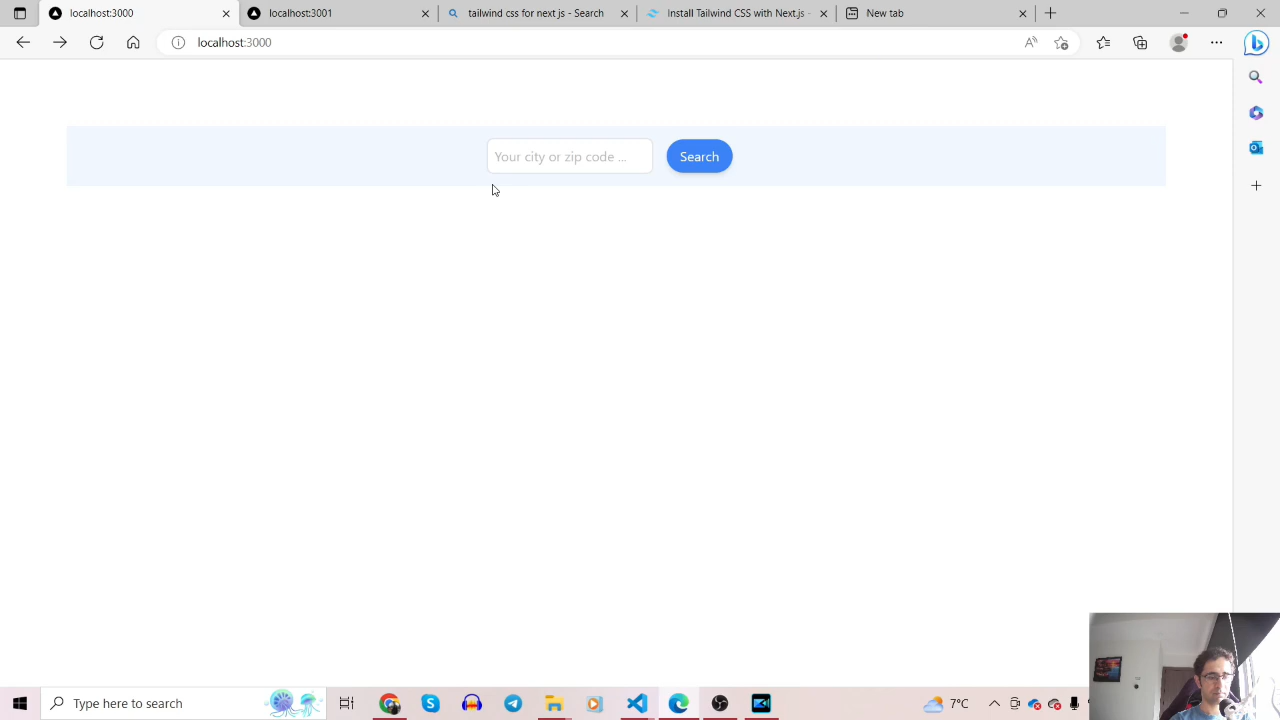 localhost:3000
localhost:3001
tailwind css for next js - Search
Install Tailwind CSS with Next.js -
New tab
localhost:3000
Your city or zip code ...
Search
Type here to search
7°C